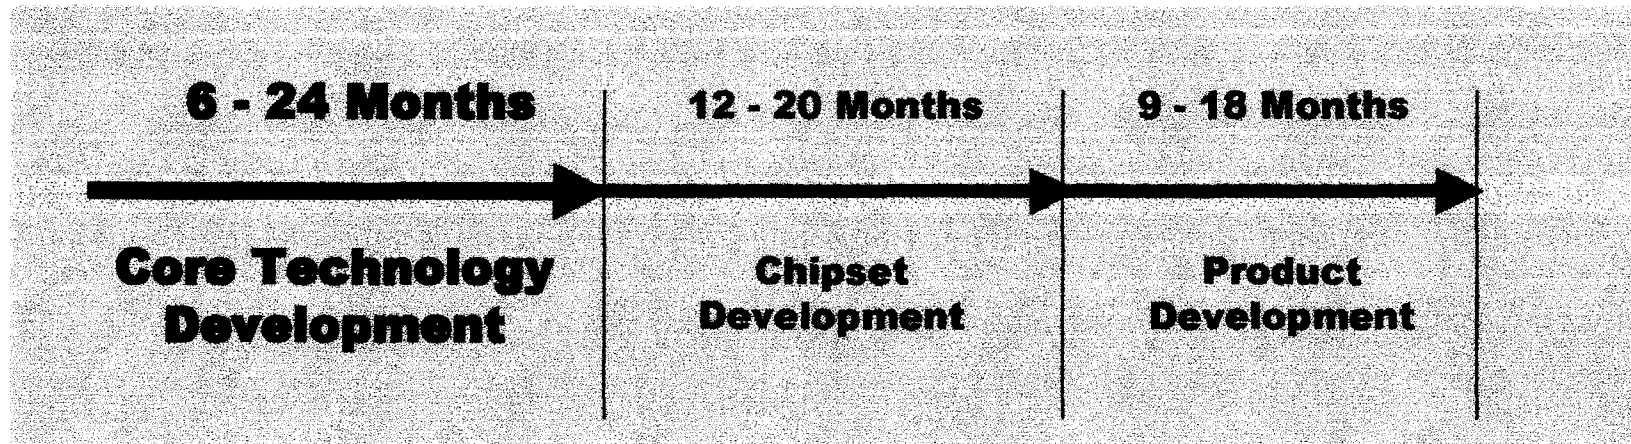 6 - 24 Months
12 - 20 Months
9 - 18 Months
Core Technology
Development
Chipset
Development
Product
Development